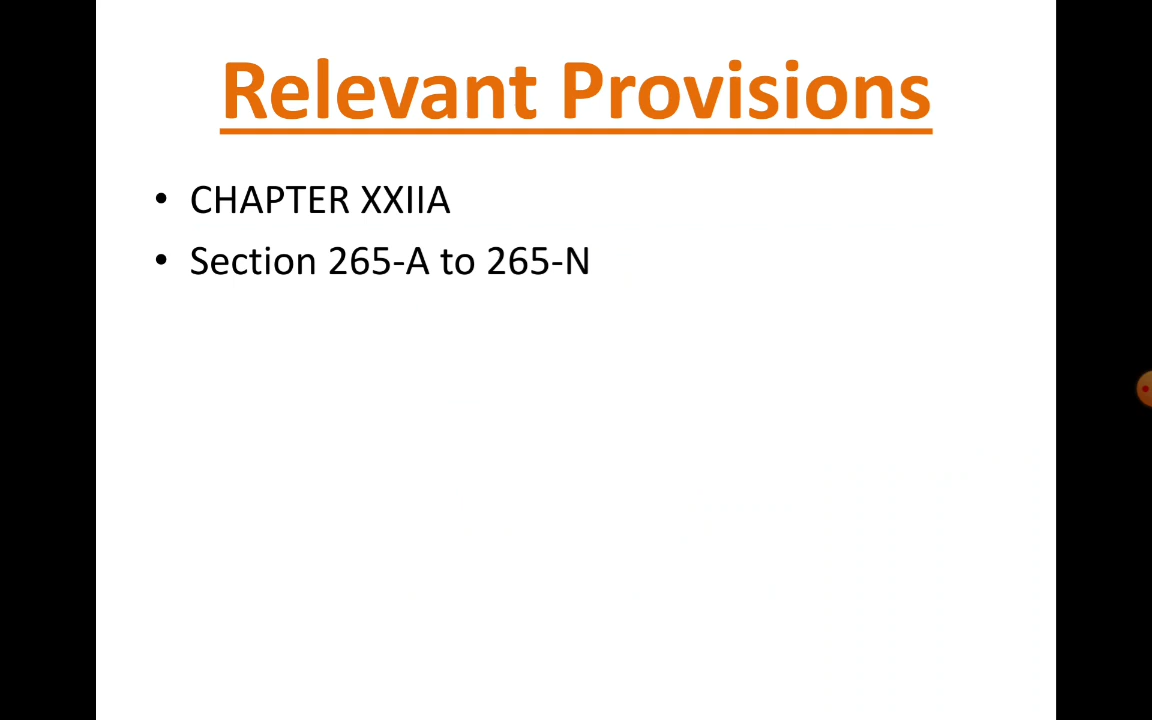 Relevant Provisions
• CHAPTER XXIIA
• Section 265-A to 265-N